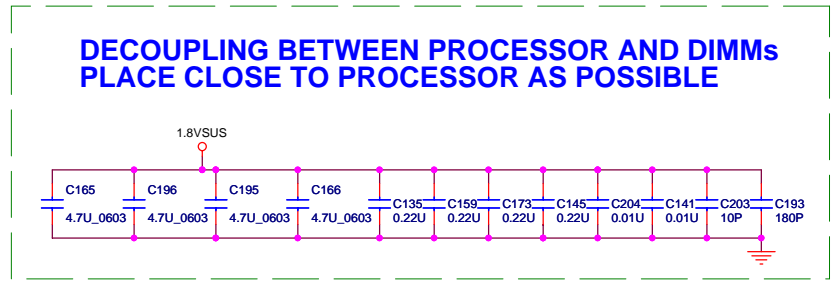 DECOUPLING BETWEEN PROCESSOR AND DIMMs
PLACE CLOSE TO PROCESSOR AS POSSIBLE
1.8VSUS
C165 C196 C195 C166 C135 C159 C173 C145 C204 C141 C203 C193
4.7U_0603 4.7U_0603 4.7U_0603 4.7U_0603 0.22U 0.22U 0.22U 0.22U 0.01U 0.01U 10P 180P